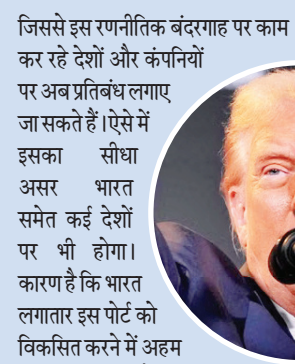 जिससे इस रणनीतिक बंदरगाह पर काम
कर रहे देशों और कंपनियों
पर अब प्रतिबंध लगाए
जा सकते हैं। ऐसे में
इसका सीधा
असर भारत
समेत कई देशों
पर भी होगा।
कारण है कि भारत
लगातार इस पोर्ट को
विकसित करने में अहम